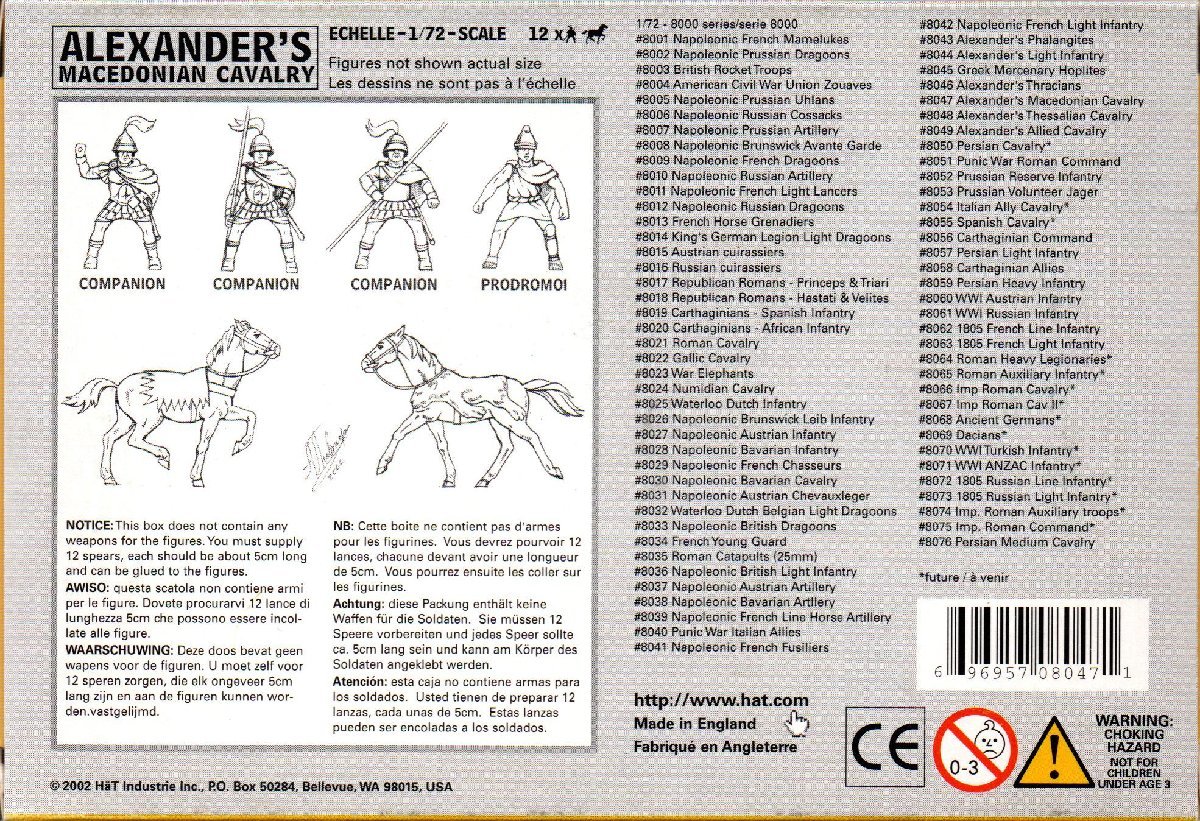 ALEXANDER'S
MACEDONIAN CAVALRY
ECHELLE-1/72-SCALE 12 x
Figures not shown actual size
Les dessins ne sont pas à l'échelle
COMPANION COMPANION COMPANION PRODROMOI
NOTICE: This box does not contain any
weapons for the figures. You must supply
12 spears, each should be about 5cm long
and can be glued to the figures.
AWISO: questa scatola non contiene armi
per le figure. Dovete procurarvi 12 lance di
lunghezza 5cm che possono essere incol-
late alle figure.
WAARSCHUWING: Deze doos bevat geen
wapens voor de figuren. U moet zelf voor
12 speren zorgen, die elk ongeveer 5cm
lang zijn en aan de figuren kunnen wor-
den.vastgelijmd.
NB: Cette boite ne contient pas d'armes
pour les figurines. Vous devrez pourvoir 12
lances, chacune devant avoir une longueur
de 5cm. Vous pourrez ensuite les coller sur
les figurines.
Achtung: diese Packung enthält keine
Waffen für die Soldaten. Sie müssen 12
Speere vorbereiten und jedes Speer sollte
ca. 5cm lang sein und kann am Körper des
Soldaten angeklebt werden.
Atención: esta caja no contiene armas para
los soldados. Usted tienen de preparar 12
lanzas, cada unas de 5cm. Estas lanzas
pueden ser encoladas a los soldados.
© 2002 HäT Industrie Inc., P.O. Box 50284, Bellevue, WA 98015, USA
1/72 - 8000 series/serie 8000
#8001 Napoleonic French Mamelukes
#8002 Napoleonic Prussian Dragoons
#8003 British Rocket Troops
#8004 American Civil War Union Zouaves
#8005 Napoleonic Prussian Uhlans
#8006 Napoleonic Russian Cossacks
#8007 Napoleonic Prussian Artillery
#8008 Napoleonic Brunswick Avante Garde
#8009 Napoleonic French Dragoons
#8010 Napoleonic Russian Artillery
#8011 Napoleonic French Light Lancers
#8012 Napoleonic Russian Dragoons
#8013 French Horse Grenadiers
#8014 King's German Legion Light Dragoons
#8015 Austrian cuirassiers
#8016 Russian cuirassiers
#8017 Republican Romans - Princeps & Triari
#8018 Republican Romans - Hastati & Velites
#8019 Carthaginians - Spanish Infantry
#8020 Carthaginians - African Infantry
#8021 Roman Cavalry
#8022 Gallic Cavalry
#8023 War Elephants
#8024 Numidian Cavalry
#8025 Waterloo Dutch Infantry
#8026 Napoleonic Brunswick Leib Infantry
#8027 Napoleonic Austrian Infantry
#8028 Napoleonic Bavarian Infantry
#8029 Napoleonic French Chasseurs
#8030 Napoleonic Bavarian Cavalry
#8031 Napoleonic Austrian Chevauxleger
#8032 Waterloo Dutch Belgian Light Dragoons
#8033 Napoleonic British Dragoons
#8034 French Young Guard
#8035 Roman Catapults (25mm)
#8036 Napoleonic British Light Infantry
#8037 Napoleonic Austrian Artillery
#8038 Napoleonic Bavarian Artllery
#8039 Napoleonic French Line Horse Artillery
#8040 Punic War Italian Allies
#8041 Napoleonic French Fusiliers
#8042 Napoleonic French Light Infantry
#8043 Alexander's Phalangites
#8044 Alexander's Light Infantry
#8045 Greek Mercenary Hoplites
#8046 Alexander's Thracians
#8047 Alexander's Macedonian Cavalry
#8048 Alexander's Thessalian Cavalry
#8049 Alexander's Allied Cavalry
#8050 Persian Cavalry*
#8051 Punic War Roman Command
#8052 Prussian Reserve Infantry
#8053 Prussian Volunteer Jager
#8054 Italian Ally Cavalry*
#8055 Spanish Cavalry*
#8056 Carthaginian Command
#8057 Persian Light Infantry
#8058 Carthaginian Allies
#8059 Persian Heavy Infantry
#8060 WWI Austrian Infantry
#8061 WWI Russian Infantry
#8062 1805 French Line Infantry
#8063 1805 French Light Infantry
#8064 Roman Heavy Legionaries*
#8065 Roman Auxiliary Infantry*
#8066 Imp Roman Cavalry*
#8067 Imp Roman Cav II*
#8068 Ancient Germans*
#8069 Dacians*
#8070 WWI Turkish Infantry*
#8071 WWI ANZAC Infantry*
#8072 1805 Russian Line Infantry*
#8073 1805 Russian Light Infantry*
#8074 Imp. Roman Auxiliary troops*
#8075 Imp. Roman Command*
#8076 Persian Medium Cavalry
*future / à venir
6 96957 08047 1
http://www.hat.com
Made in England
Fabriqué en Angleterre
CE
0-3
WARNING:
CHOKING
HAZARD
NOT FOR
CHILDREN
UNDER AGE 3